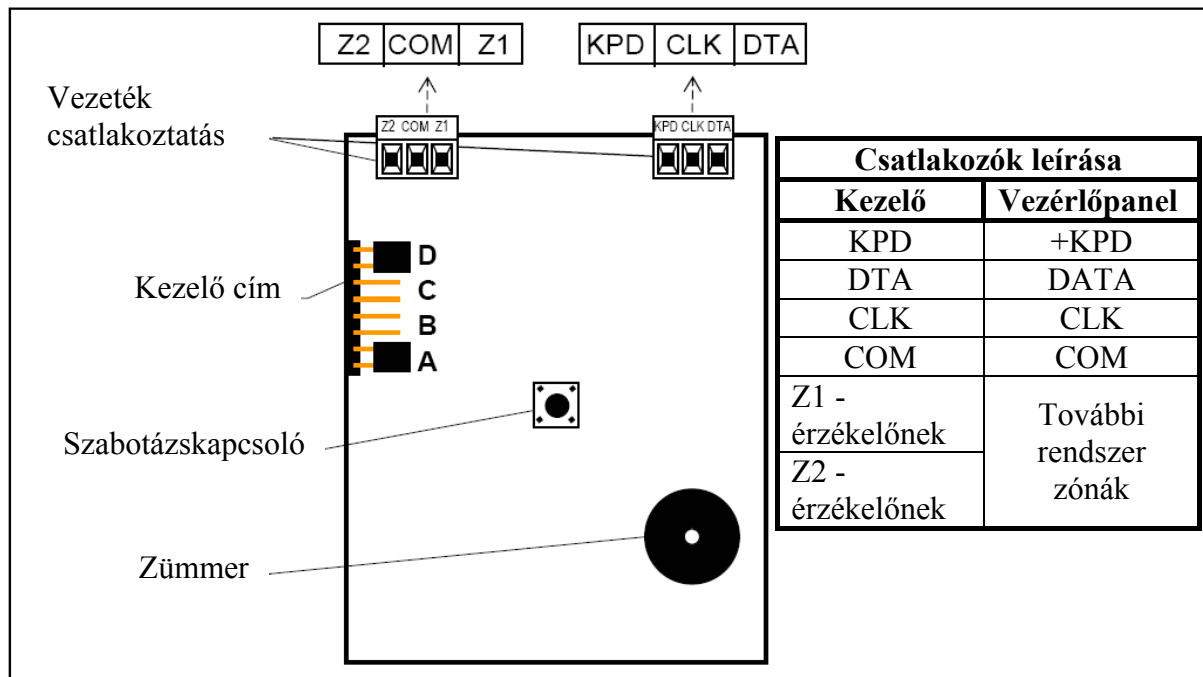 Z2 COM Z1
KPD CLK DTA
Vezeték
csatlakoztatás
Z2 COM Z1
KPD CLK DTA
Kezelő cím
D
C
B
A
Szabotázskapcsoló
Zümmer
Csatlakozók leírása
Kezelő Vezérlőpanel
KPD +KPD
DTA DATA
CLK CLK
COM COM
Z1 -
érzékelőnek
Z2 -
érzékelőnek
További
rendszer
zónák